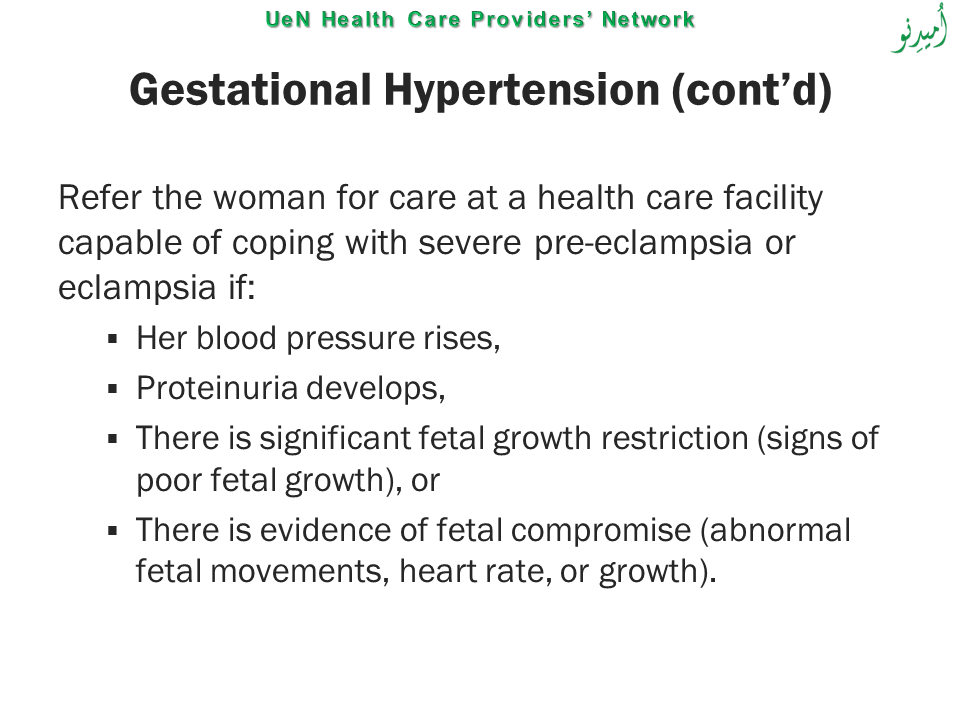 UeN Health Care Providers’ Network
اُمیدِنو
Gestational Hypertension (cont’d)
Refer the woman for care at a health care facility
capable of coping with severe pre-eclampsia or
eclampsia if:
▪ Her blood pressure rises,
▪ Proteinuria develops,
▪ There is significant fetal growth restriction (signs of
poor fetal growth), or
▪ There is evidence of fetal compromise (abnormal
fetal movements, heart rate, or growth).